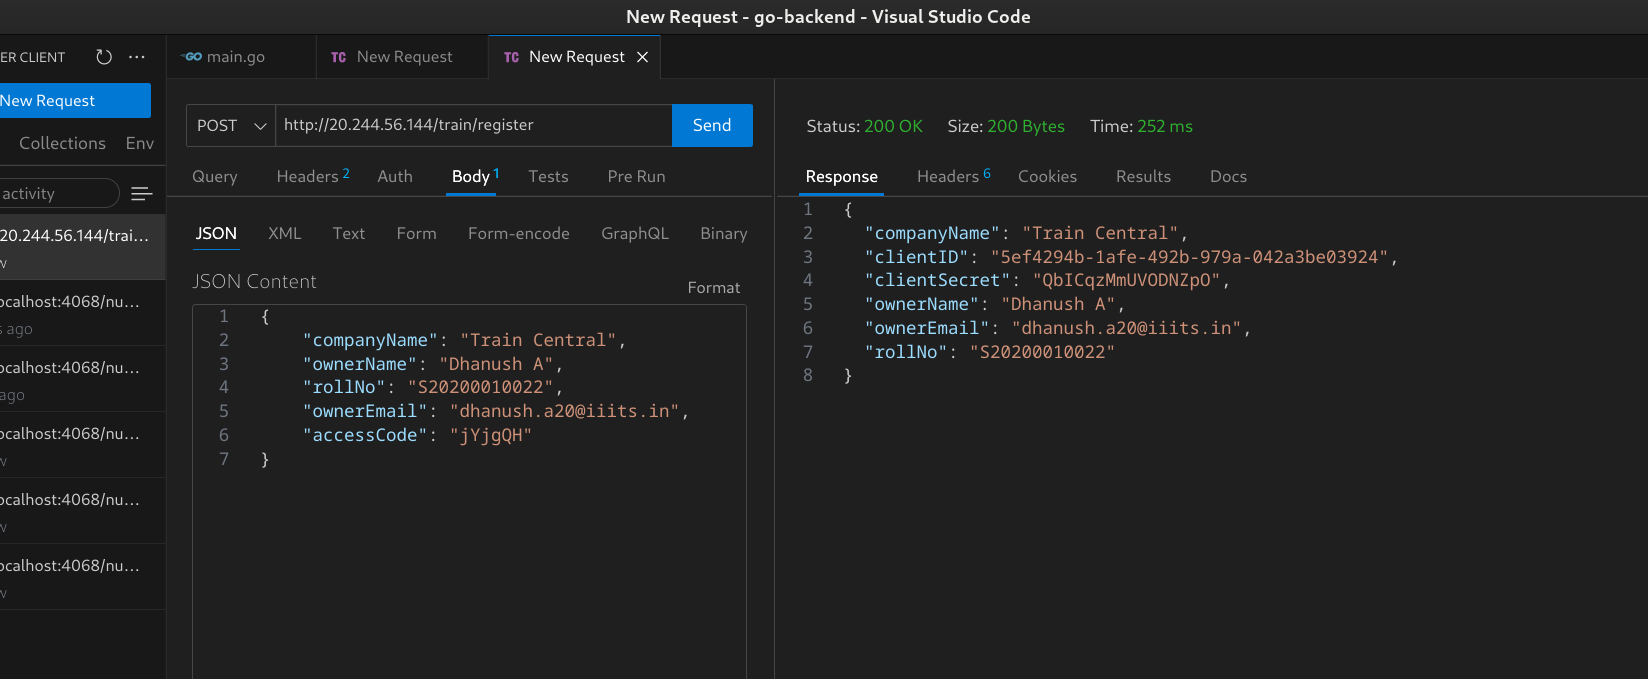 New Request - go-backend - Visual Studio Code
ER CLIENT
New Request
Collections Env
activity
20.244.56.144/trai...
w
ocalhost:4068/nu...
s ago
ocalhost:4068/nu...
ago
ocalhost:4068/nu...
w
ocalhost:4068/nu...
w
ocalhost:4068/nu...
w
GO main.go
TC New Request
TC New Request
POST http://20.244.56.144/train/register Send
Query Headers 2 Auth Body 1 Tests Pre Run
JSON XML Text Form Form-encode GraphQL Binary
JSON Content
Format
1 {
2 "companyName": "Train Central",
3 "ownerName": "Dhanush A",
4 "rollNo": "S20200010022",
5 "ownerEmail": "dhanush.a20@iiits.in",
6 "accessCode": "jYjgQH"
7 }
Status: 200 OK Size: 200 Bytes Time: 252 ms
Response Headers 6 Cookies Results Docs
1 {
2 "companyName": "Train Central",
3 "clientID": "5ef4294b-1afe-492b-979a-042a3be03924",
4 "clientSecret": "QbICqzMmUVODNZpO",
5 "ownerName": "Dhanush A",
6 "ownerEmail": "dhanush.a20@iiits.in",
7 "rollNo": "S20200010022"
8 }